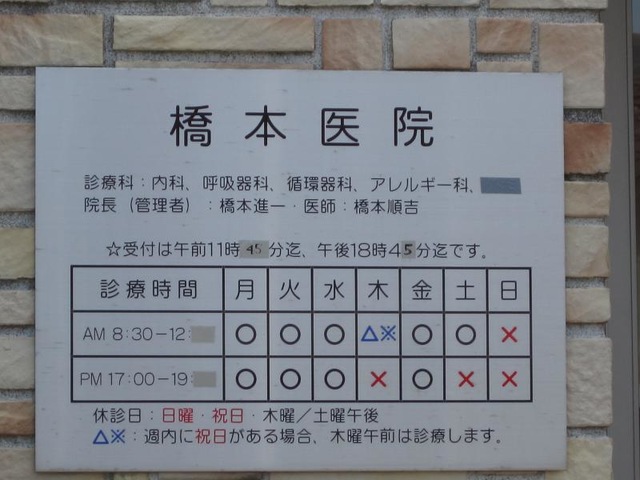 橋本医院
診療科：内科、呼吸器科、循環器科、アレルギー科、
院長（管理者）：橋本進一・医師：橋本順吉
☆受付は午前11時45分迄、午後18時45分迄です。
診療時間 月 火 水 木 金 土 日
AM 8:30－12: ○ ○ ○ △※ ○ ○ ×
PM 17:00－19: ○ ○ ○ × ○ × ×
休診日：日曜・祝日・木曜／土曜午後
△※：週内に祝日がある場合、木曜午前は診療します。